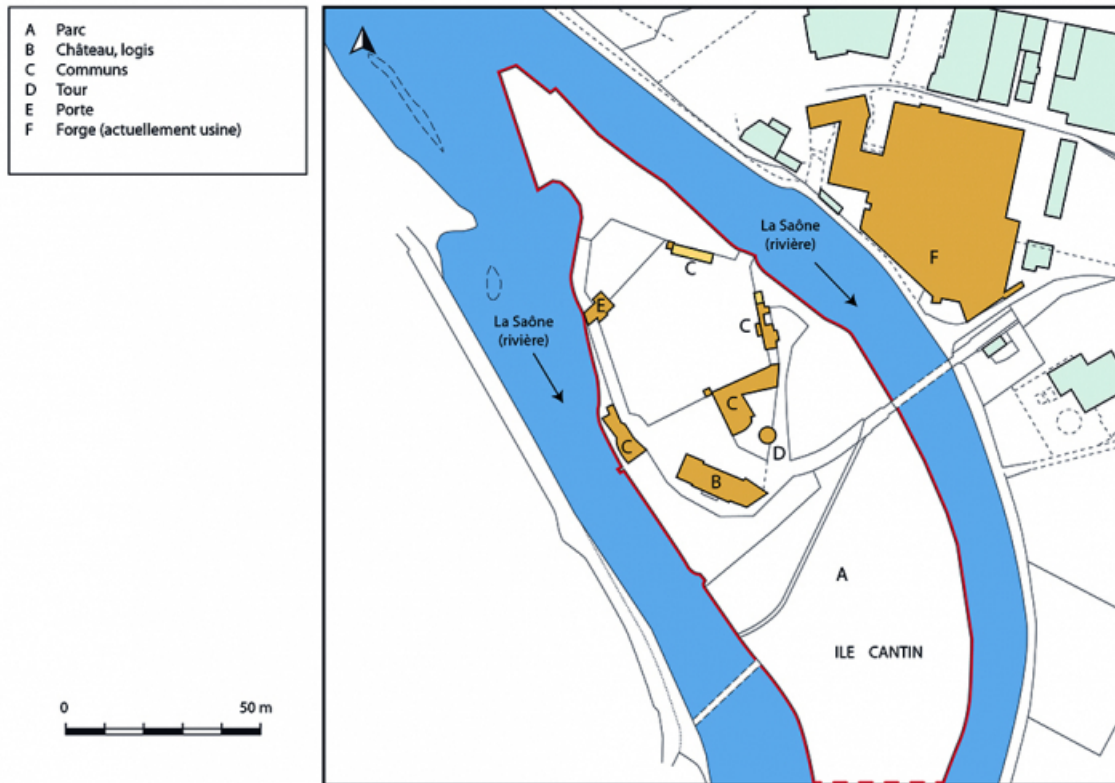 A Parc
B Château, logis
C Communs
D Tour
E Porte
F Forge (actuellement usine)
La Saône
(rivière)
F
C
E
La Saône
(rivière)
C
C
C
D
B
A
ILE CANTIN
0 50 m